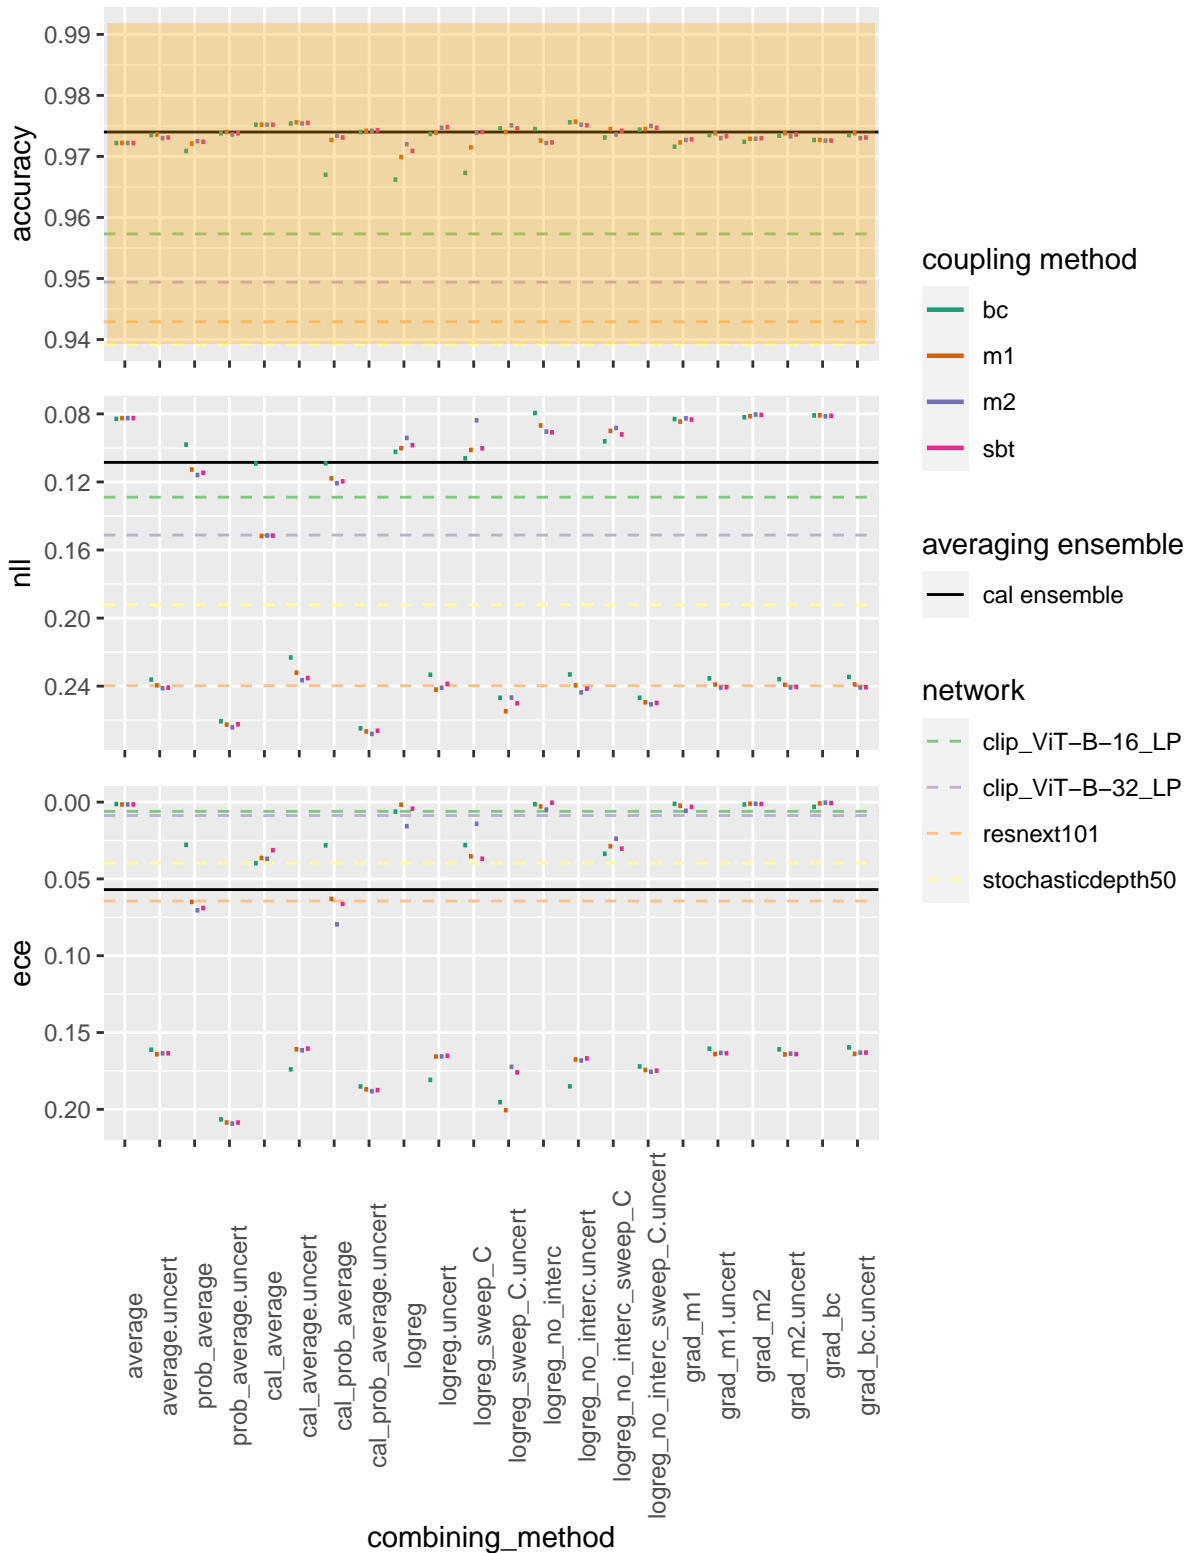 0.99
0.98
0.97
0.96
0.95
0.94
accuracy
0.08
0.12
0.16
0.20
0.24
nll
0.00
0.05
0.10
0.15
0.20
ece
average
average.uncert
prob_average
prob_average.uncert
cal_average
cal_average.uncert
cal_prob_average
cal_prob_average.uncert
logreg
logreg.uncert
logreg_sweep_C
logreg_sweep_C.uncert
logreg_no_interc
logreg_no_interc.uncert
logreg_no_interc_sweep_C
logreg_no_interc_sweep_C.uncert
grad_m1
grad_m1.uncert
grad_m2
grad_m2.uncert
grad_bc
grad_bc.uncert
combining_method
coupling method
bc
m1
m2
sbt
averaging ensemble
cal ensemble
network
clip_ViT−B−16_LP
clip_ViT−B−32_LP
resnext101
stochasticdepth50